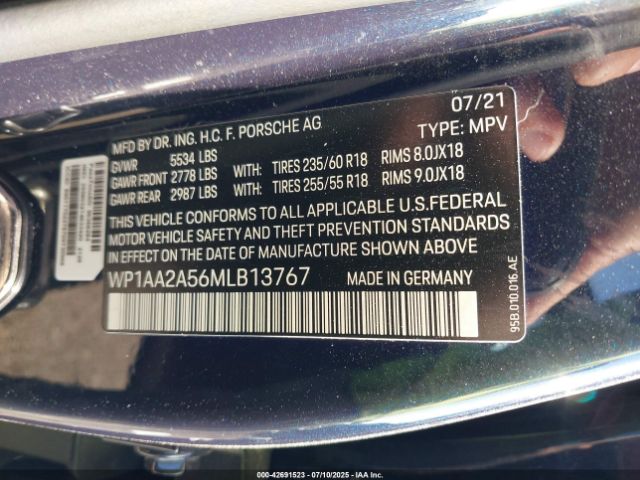 MFD BY DR. ING. H.C. F. PORSCHE AG 07/21
GVWR 5534 LBS TYPE: MPV
GAWR FRONT 2778 LBS WITH: TIRES 235/60 R18 RIMS 8.0JX18
GAWR REAR 2987 LBS WITH: TIRES 255/55 R18 RIMS 9.0JX18
THIS VEHICLE CONFORMS TO ALL APPLICABLE U.S.FEDERAL
MOTOR VEHICLE SAFETY AND THEFT PREVENTION STANDARDS
IN EFFECT ON THE DATE OF MANUFACTURE SHOWN ABOVE
WP1AA2A56MLB13767 MADE IN GERMANY
95B.010.016.AE
000-42691523 07/10/2025 - IAAI.COM